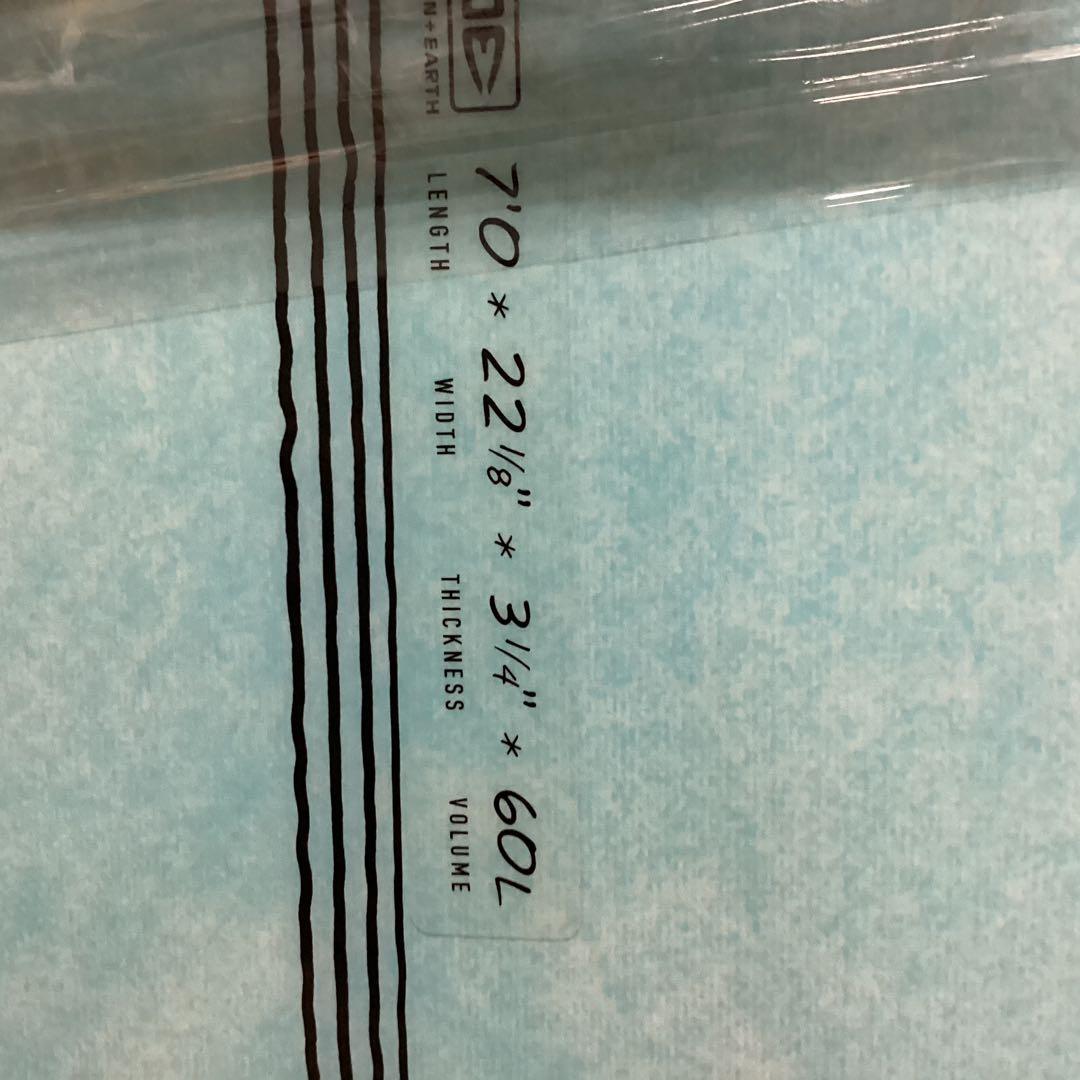 N+EARTH
7'0 * 22 1/8" * 3 1/4" * 60L
LENGTH WIDTH THICKNESS VOLUME